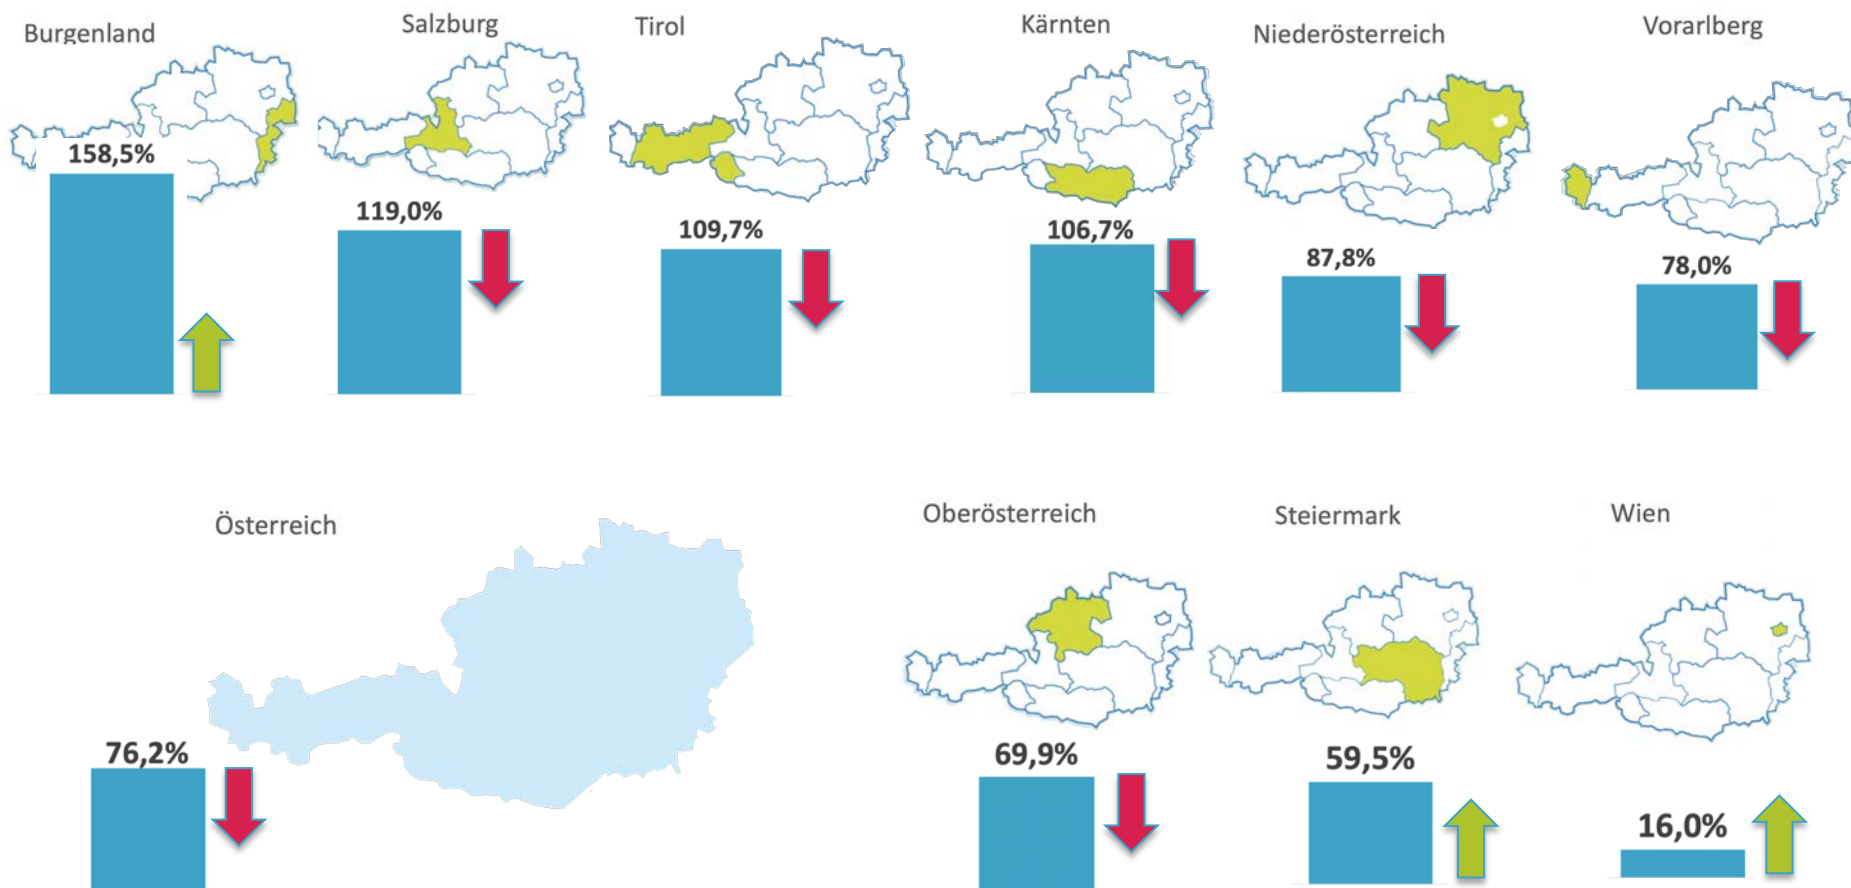 Burgenland
158,5%
Salzburg
119,0%
Tirol
109,7%
Kärnten
106,7%
Niederösterreich
87,8%
Vorarlberg
78,0%
Österreich
76,2%
Oberösterreich
69,9%
Steiermark
59,5%
Wien
16,0%